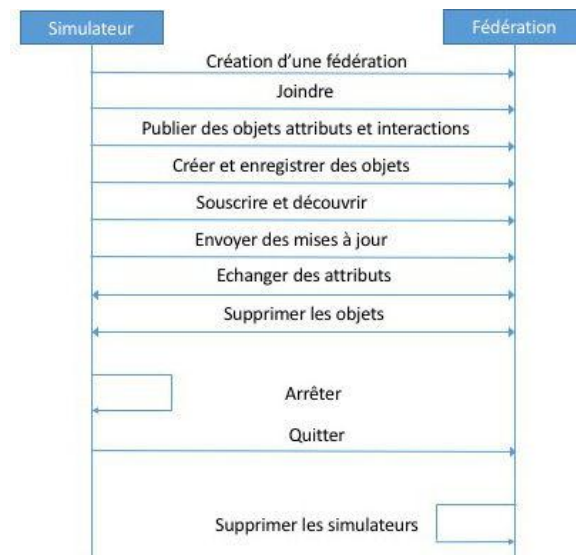 Simulateur
Fédération
Création d'une fédération
Joindre
Publier des objets attributs et interactions
Créer et enregistrer des objets
Souscrire et découvrir
Envoyer des mises à jour
Echanger des attributs
Supprimer les objets
Arrêter
Quitter
Supprimer les simulateurs